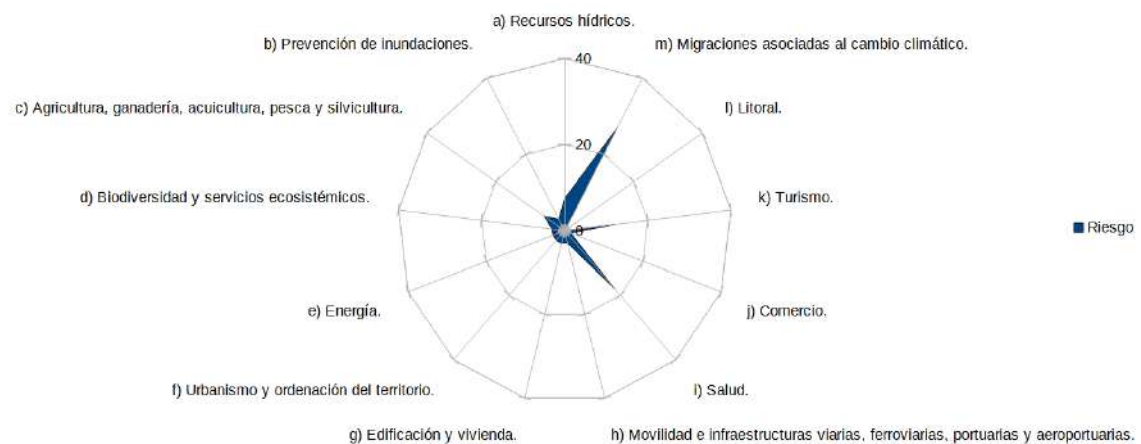 a) Recursos hídricos.
b) Prevención de inundaciones.
m) Migraciones asociadas al cambio climático.
40
c) Agricultura, ganadería, acuicultura, pesca y silvicultura.
l) Litoral.
20
d) Biodiversidad y servicios ecosistémicos.
k) Turismo.
0
Riesgo
e) Energía.
j) Comercio.
f) Urbanismo y ordenación del territorio.
i) Salud.
g) Edificación y vivienda.
h) Movilidad e infraestructuras viarias, ferroviarias, portuarias y aeroportuarias.